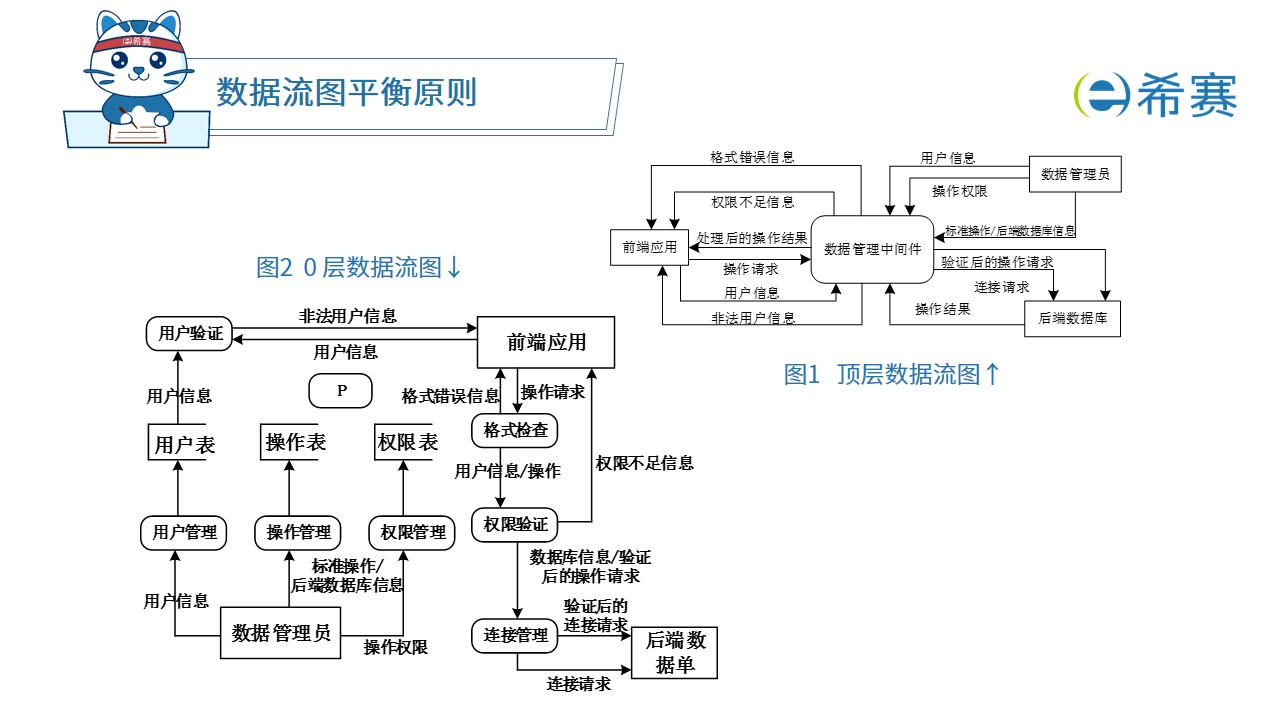 希赛
数据流图平衡原则
希赛
格式错误信息
用户信息
数据管理员
操作权限
权限不足信息
标准操作/后端数据库信息
前端应用
处理后的操作结果
数据管理中间件
操作请求
验证后的操作请求
用户信息
连接请求
操作结果
非法用户信息
后端数据库
图1 顶层数据流图↑
图2 0 层数据流图↓
非法用户信息
用户验证
前端应用
用户信息
P
用户信息
格式错误信息
操作请求
用户表
操作表
权限表
格式检查
用户信息/操作
权限不足信息
用户管理
操作管理
权限管理
权限验证
标准操作/
后端数据库信息
数据库信息/验证
后的操作请求
用户信息
数据管理员
操作权限
验证后的
连接请求
连接管理
后端数
据单
连接请求